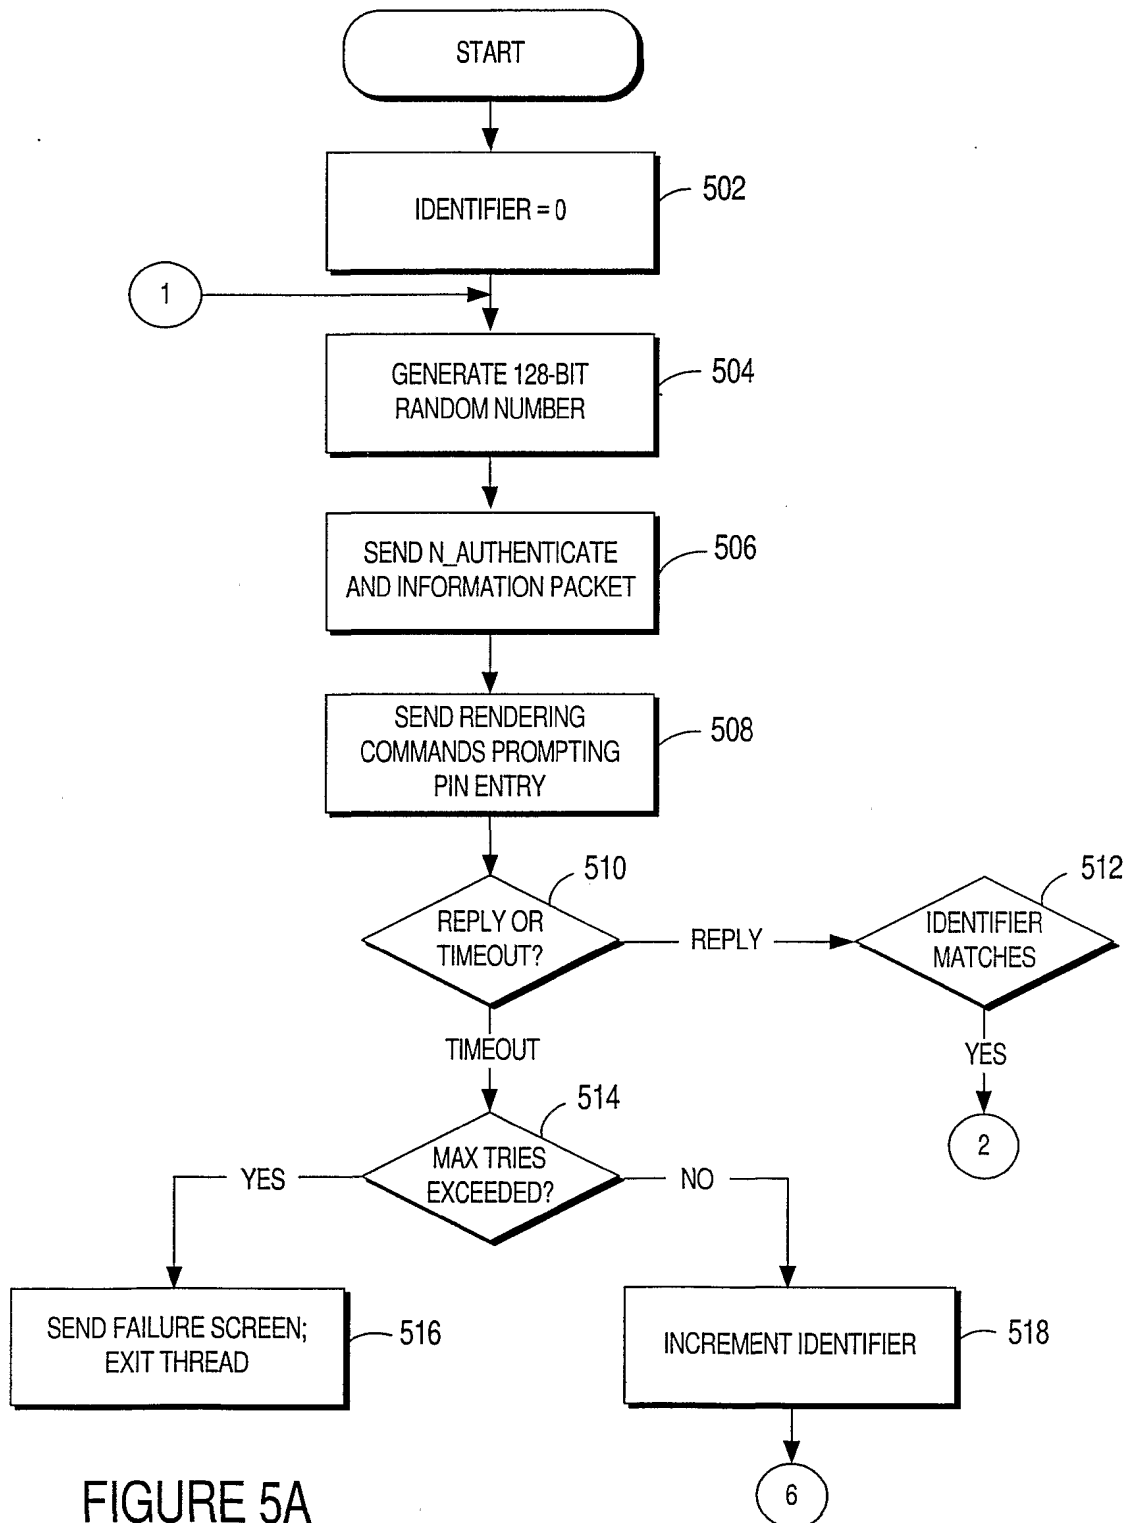 START
IDENTIFIER = 0
502
1
GENERATE 128-BIT
RANDOM NUMBER
504
SEND N_AUTHENTICATE
AND INFORMATION PACKET
506
SEND RENDERING
COMMANDS PROMPTING
PIN ENTRY
508
REPLY OR
TIMEOUT?
510
REPLY
IDENTIFIER
MATCHES
512
TIMEOUT
YES
2
MAX TRIES
EXCEEDED?
514
YES
NO
SEND FAILURE SCREEN;
EXIT THREAD
516
INCREMENT IDENTIFIER
518
6
FIGURE 5A